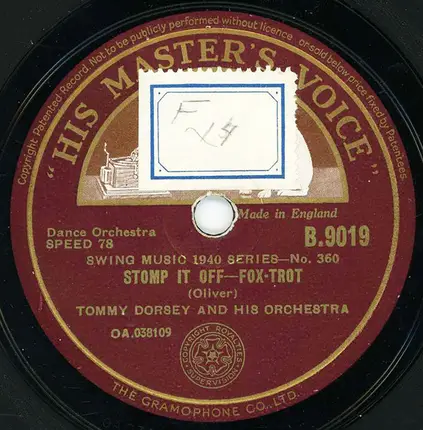 Copyright Patented Record. Not to be publicly performed without licence or sold below price fixed by Patentees.
"HIS MASTER'S VOICE"
F
24
Made in England
Dance Orchestra
SPEED 78
B.9019
SWING MUSIC 1940 SERIES—No. 360
STOMP IT OFF—FOX-TROT
(Oliver)
TOMMY DORSEY AND HIS ORCHESTRA
OA.038109
COPYRIGHT ROYALTIES
SUPERVISION
THE GRAMOPHONE CO., LTD.